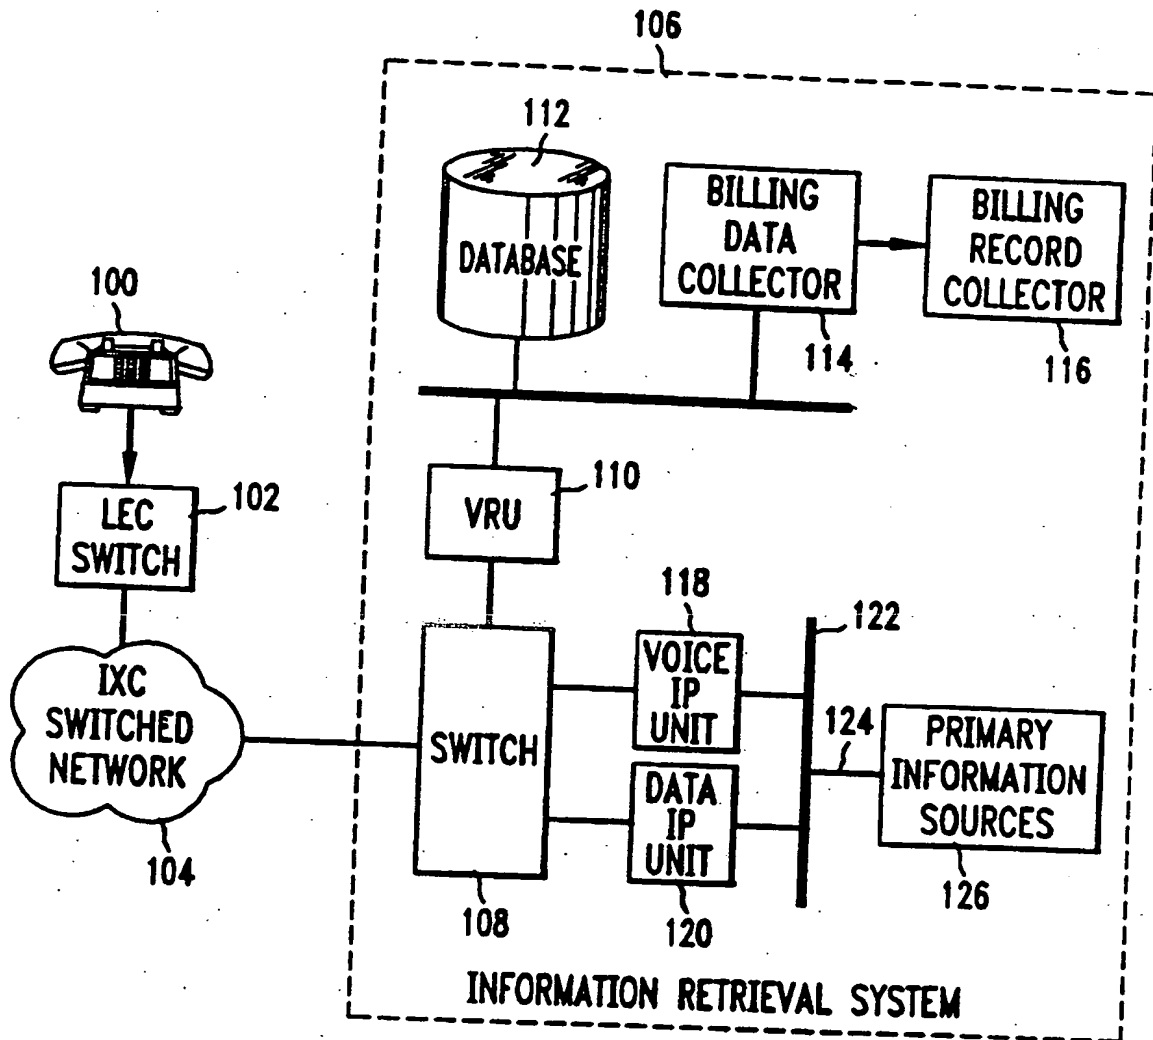 106
112
DATABASE
BILLING
DATA
COLLECTOR
114
BILLING
RECORD
COLLECTOR
116
100
LEC
SWITCH
102
VRU
110
IXC
SWITCHED
NETWORK
104
SWITCH
108
118
VOICE
IP
UNIT
DATA
IP
UNIT
120
122
124
PRIMARY
INFORMATION
SOURCES
126
INFORMATION RETRIEVAL SYSTEM